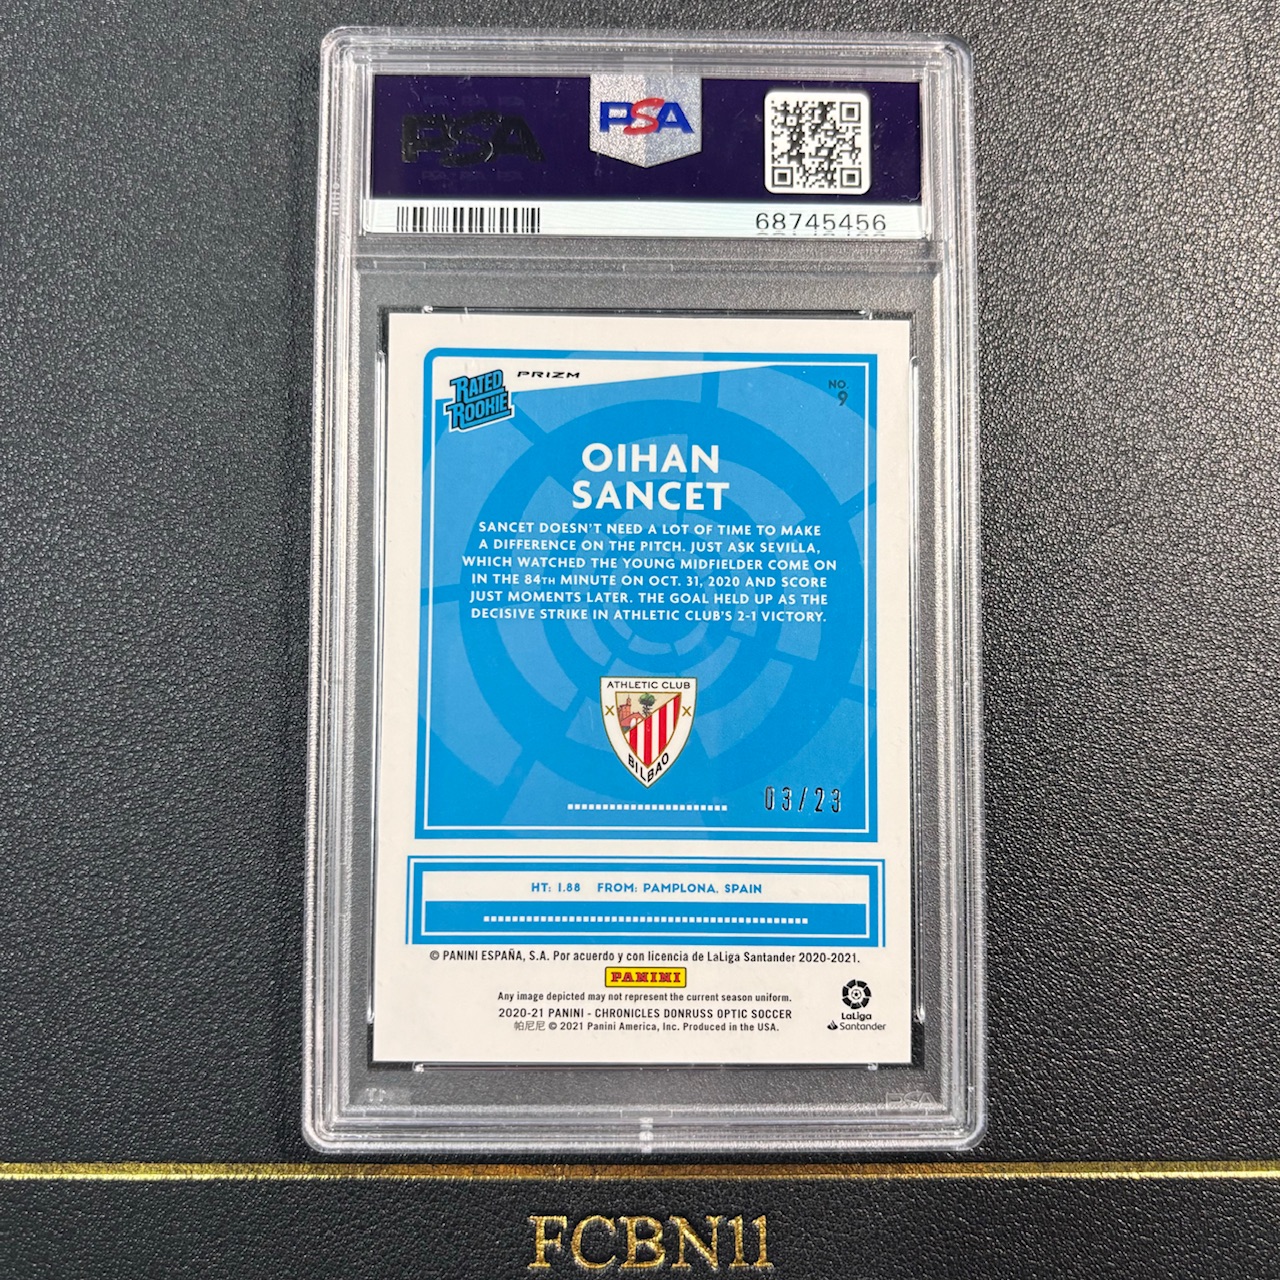 PSA
PSA
68745456
RATED
ROOKIE
PRIZM
NO.
9
OIHAN
SANCET
SANCET DOESN'T NEED A LOT OF TIME TO MAKE
A DIFFERENCE ON THE PITCH. JUST ASK SEVILLA,
WHICH WATCHED THE YOUNG MIDFIELDER COME ON
IN THE 84TH MINUTE ON OCT. 31, 2020 AND SCORE
JUST MOMENTS LATER. THE GOAL HELD UP AS THE
DECISIVE STRIKE IN ATHLETIC CLUB'S 2-1 VICTORY.
ATHLETIC CLUB
BILBAO
03/23
HT: 1.88 FROM: PAMPLONA, SPAIN
© PANINI ESPAÑA, S.A. Por acuerdo y con licencia de LaLiga Santander 2020-2021.
PANINI
Any image depicted may not represent the current season uniform.
2020-21 PANINI - CHRONICLES DONRUSS OPTIC SOCCER
帕尼尼 © 2021 Panini America, Inc. Produced in the USA.
LaLiga
Santander
PSA
FCBN11